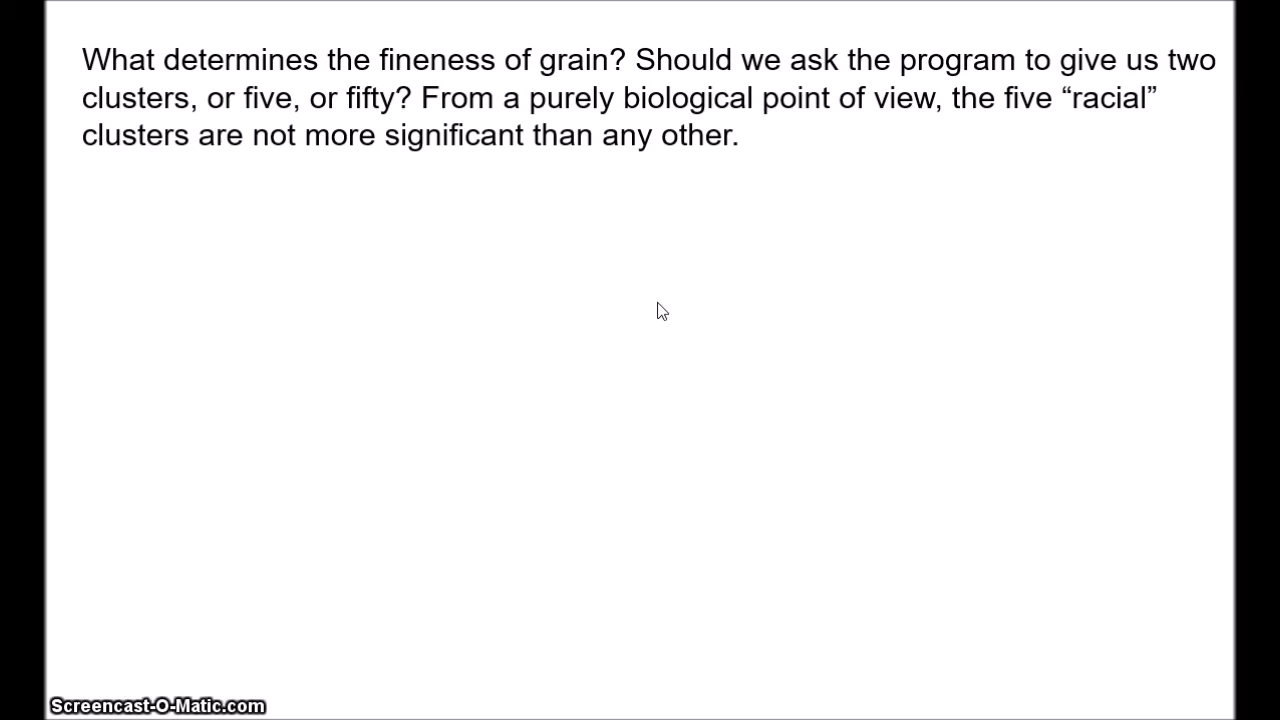 What determines the fineness of grain? Should we ask the program to give us two
clusters, or five, or fifty? From a purely biological point of view, the five “racial”
clusters are not more significant than any other.
Screencast-O-Matic.com